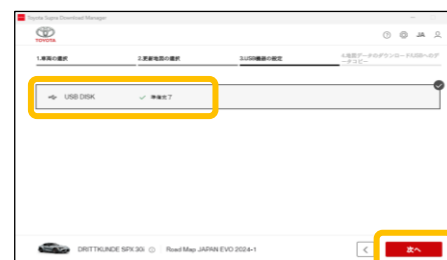 Toyota Supra Download Manager
TOYOTA
JA
1.車両の選択
2.更新地図の選択
3.USB機器の設定
4.地図データのダウンロード/USBへのデ
ータコピー
USB DISK
準備完了
DRITTKUNDE SFX 30i
Road Map JAPAN EVO 2024-1
次へ